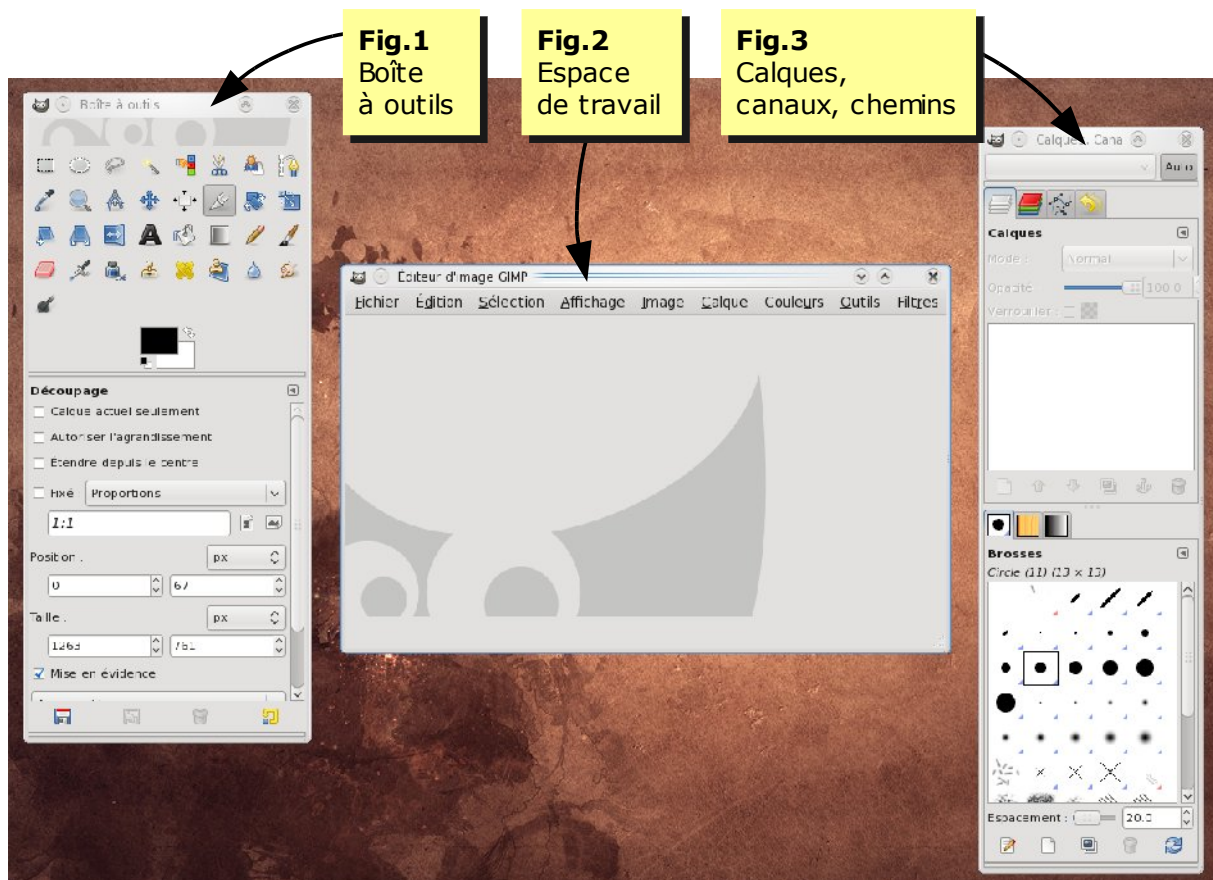 Fig.1
Boîte
à outils
Fig.2
Espace
de travail
Fig.3
Calques,
canaux, chemins
Boîte à outils
Découpage
Calque actuel seulement
Autoriser l'agrandissement
Étendre depuis le centre
Fixé
Proportions
1:1
Position :
px
0
67
Taille :
px
1263
761
Mise en évidence
Éditeur d'image GIMP
Fichier Édition Sélection Affichage Image Calque Couleurs Outils Filtres
Calques, Cana
Auto
Calques
Mode :
Normal
Opacité
100.0
Verrouiller :
Brosses
Circle (11) (13 × 13)
Espacement :
20.0